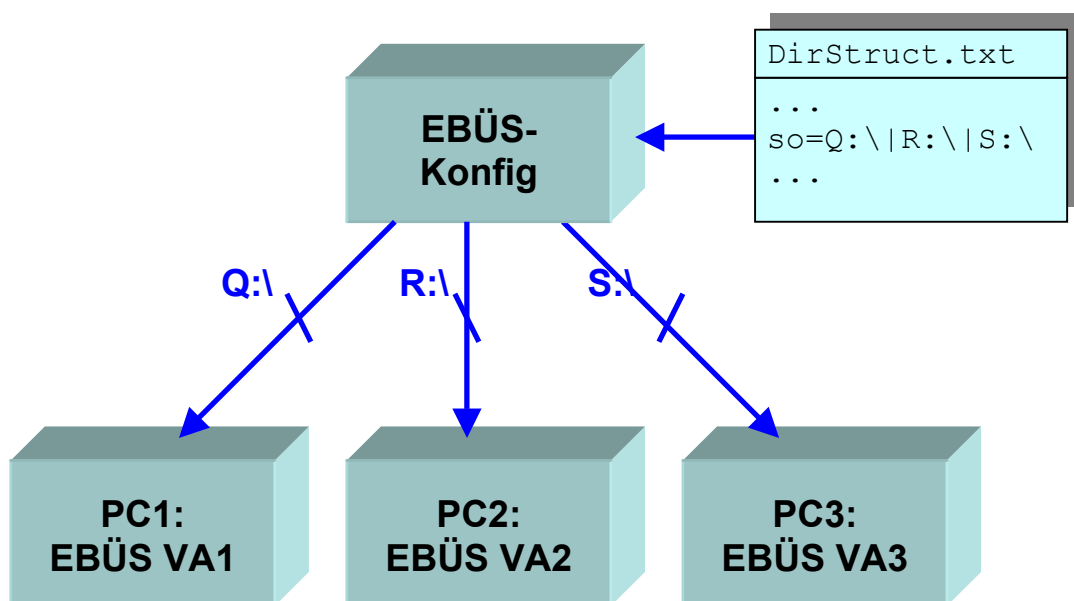 DirStruct.txt
...
so=Q:\|R:\|S:\
...
EBÜS-
Konfig
Q:\
R:\
S:\
PC1:
EBÜS VA1
PC2:
EBÜS VA2
PC3:
EBÜS VA3